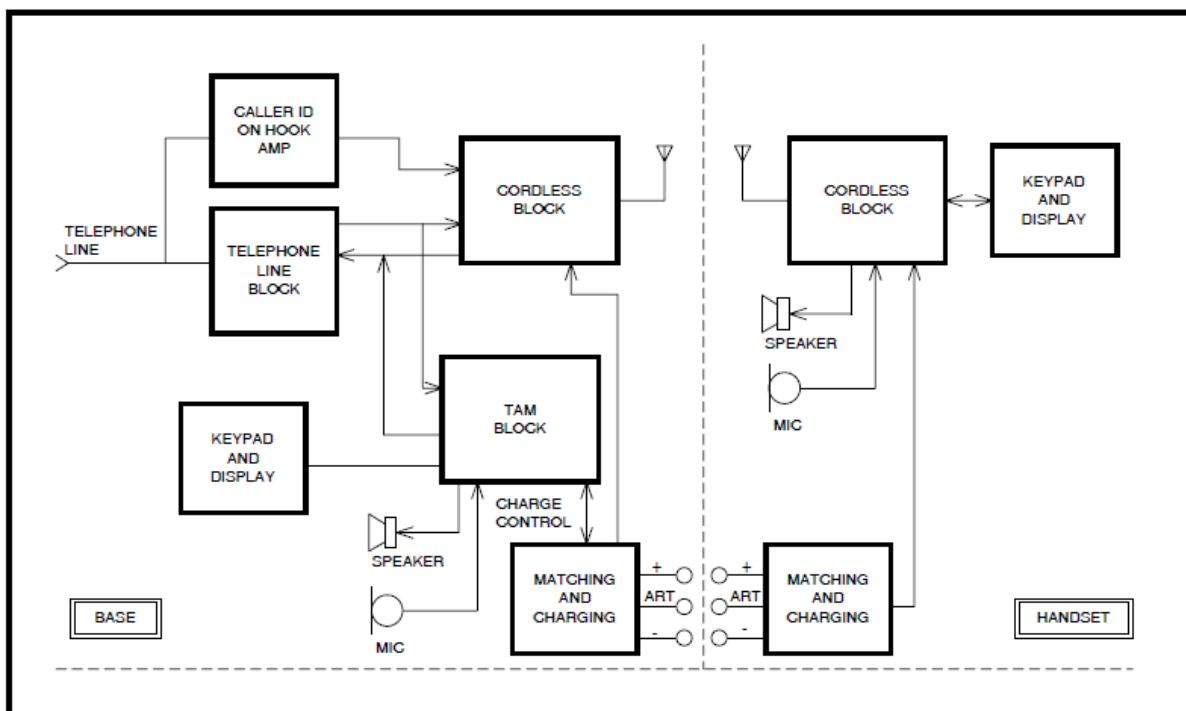 CALLER ID
ON HOOK
AMP
TELEPHONE
LINE
TELEPHONE
LINE
BLOCK
CORDLESS
BLOCK
TAM
BLOCK
KEYPAD
AND
DISPLAY
CHARGE
CONTROL
SPEAKER
MIC
MATCHING
AND
CHARGING
+
ART
-
BASE
CORDLESS
BLOCK
KEYPAD
AND
DISPLAY
SPEAKER
MIC
+
ART
-
MATCHING
AND
CHARGING
HANDSET